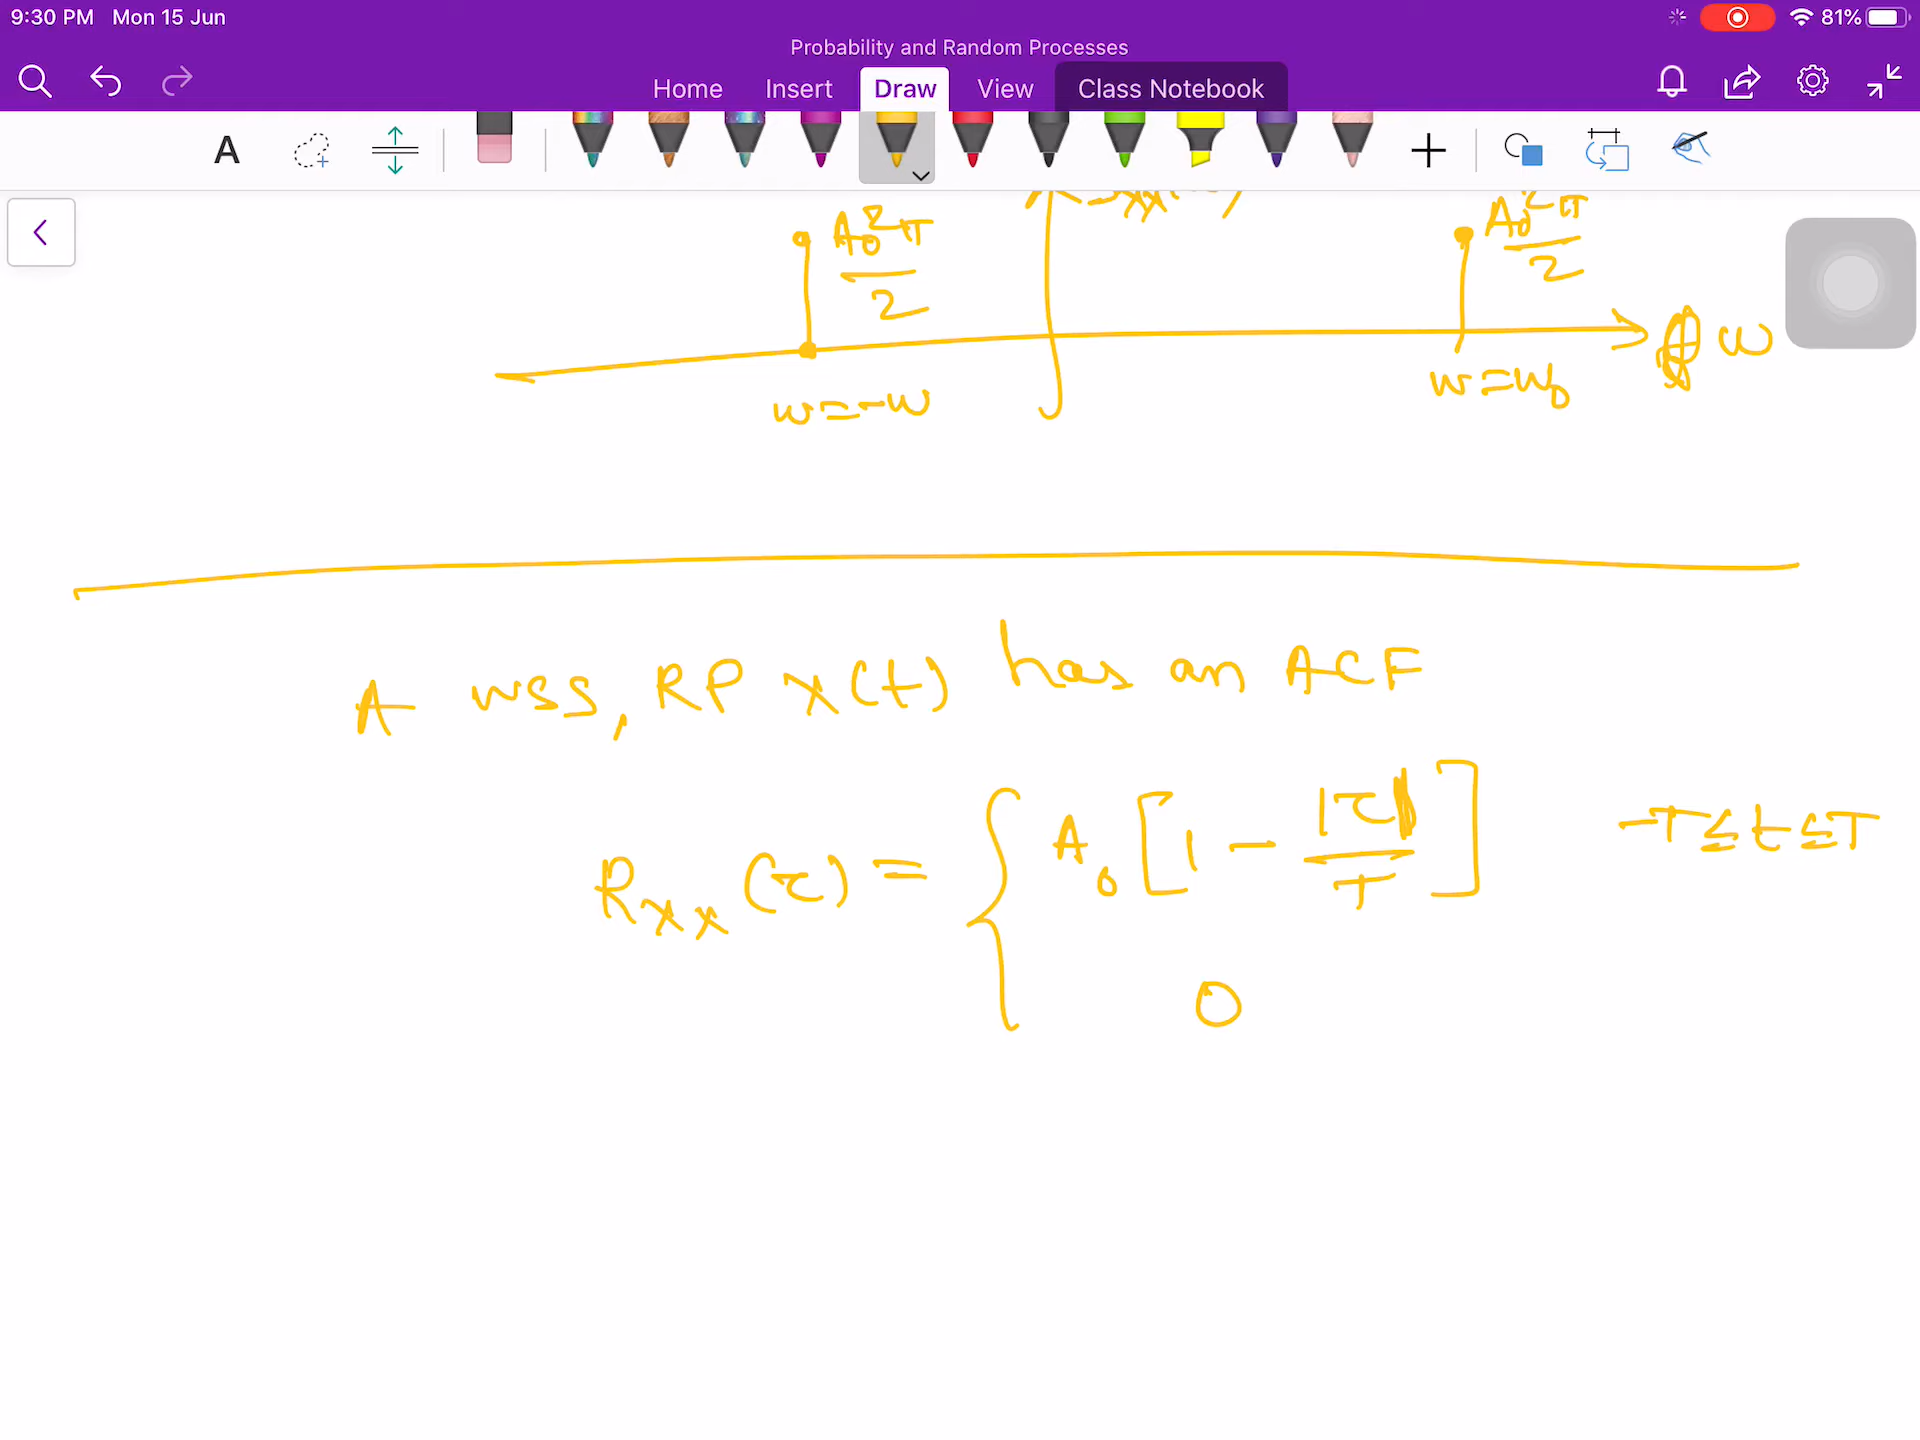 9:30 PM Mon 15 Jun 81%
Probability and Random Processes
Home Insert Draw View Class Notebook
A
A₀²π/2 A₀²π/2
ω
w=-w w=w₀
A WSS, RP X(t) has an ACF
Rxx(τ) = { A₀[1 - |τ|/T] -T≤t≤T
0